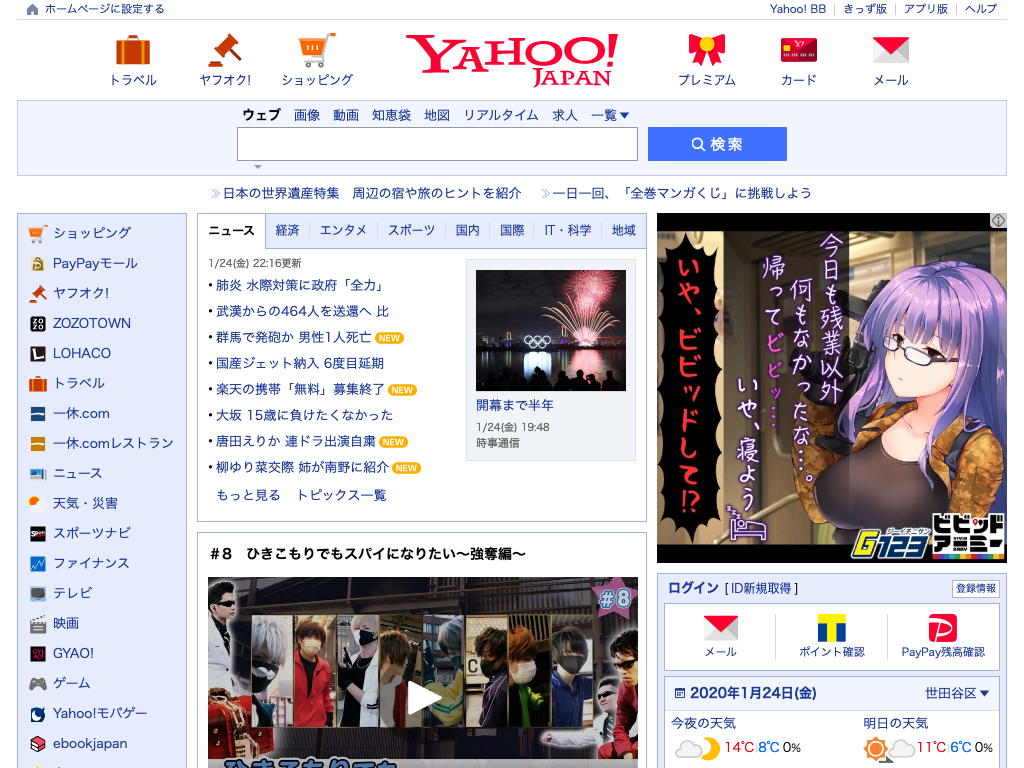 ホームページに設定する
Yahoo! BB きっず版 アプリ版 ヘルプ
トラベル ヤフオク! ショッピング
YAHOO! JAPAN
プレミアム カード メール
ウェブ 画像 動画 知恵袋 地図 リアルタイム 求人 一覧
検索
日本の世界遺産特集 周辺の宿や旅のヒントを紹介
一日一回、「全巻マンガくじ」に挑戦しよう
ショッピング
PayPayモール
ヤフオク!
ZOZOTOWN
LOHACO
トラベル
一休.com
一休.comレストラン
ニュース
天気・災害
スポーツナビ
ファイナンス
テレビ
映画
GYAO!
ゲーム
Yahoo!モバゲー
ebookjapan
ニュース 経済 エンタメ スポーツ 国内 国際 IT・科学 地域
1/24(金) 22:16更新
・肺炎 水際対策に政府「全力」
・武漢からの464人を送還へ 比
・群馬で発砲か 男性1人死亡 NEW
・国産ジェット納入 6度目延期
・楽天の携帯「無料」募集終了 NEW
・大坂 15歳に負けたくなかった
・唐田えりか 連ドラ出演自粛 NEW
・柳ゆり菜交際 姉が南野に紹介 NEW
もっと見る トピックス一覧
開幕まで半年
1/24(金) 19:48
時事通信
#8 ひきこもりでもスパイになりたい〜強奪編〜
#8
ひきこもりでも
今日も残業以外
何もなかったな…。
帰ってビビッ…
いや、寝よう
zzz
いや、ビビッドして!?
ジーイチニーサン
G123
ビビッド
アーミー
VIVID ARMY
ログイン [ ID新規取得 ]
登録情報
メール ポイント確認 PayPay残高確認
2020年1月24日(金) 世田谷区
今夜の天気 明日の天気
14℃ 8℃ 0% 11℃ 6℃ 0%